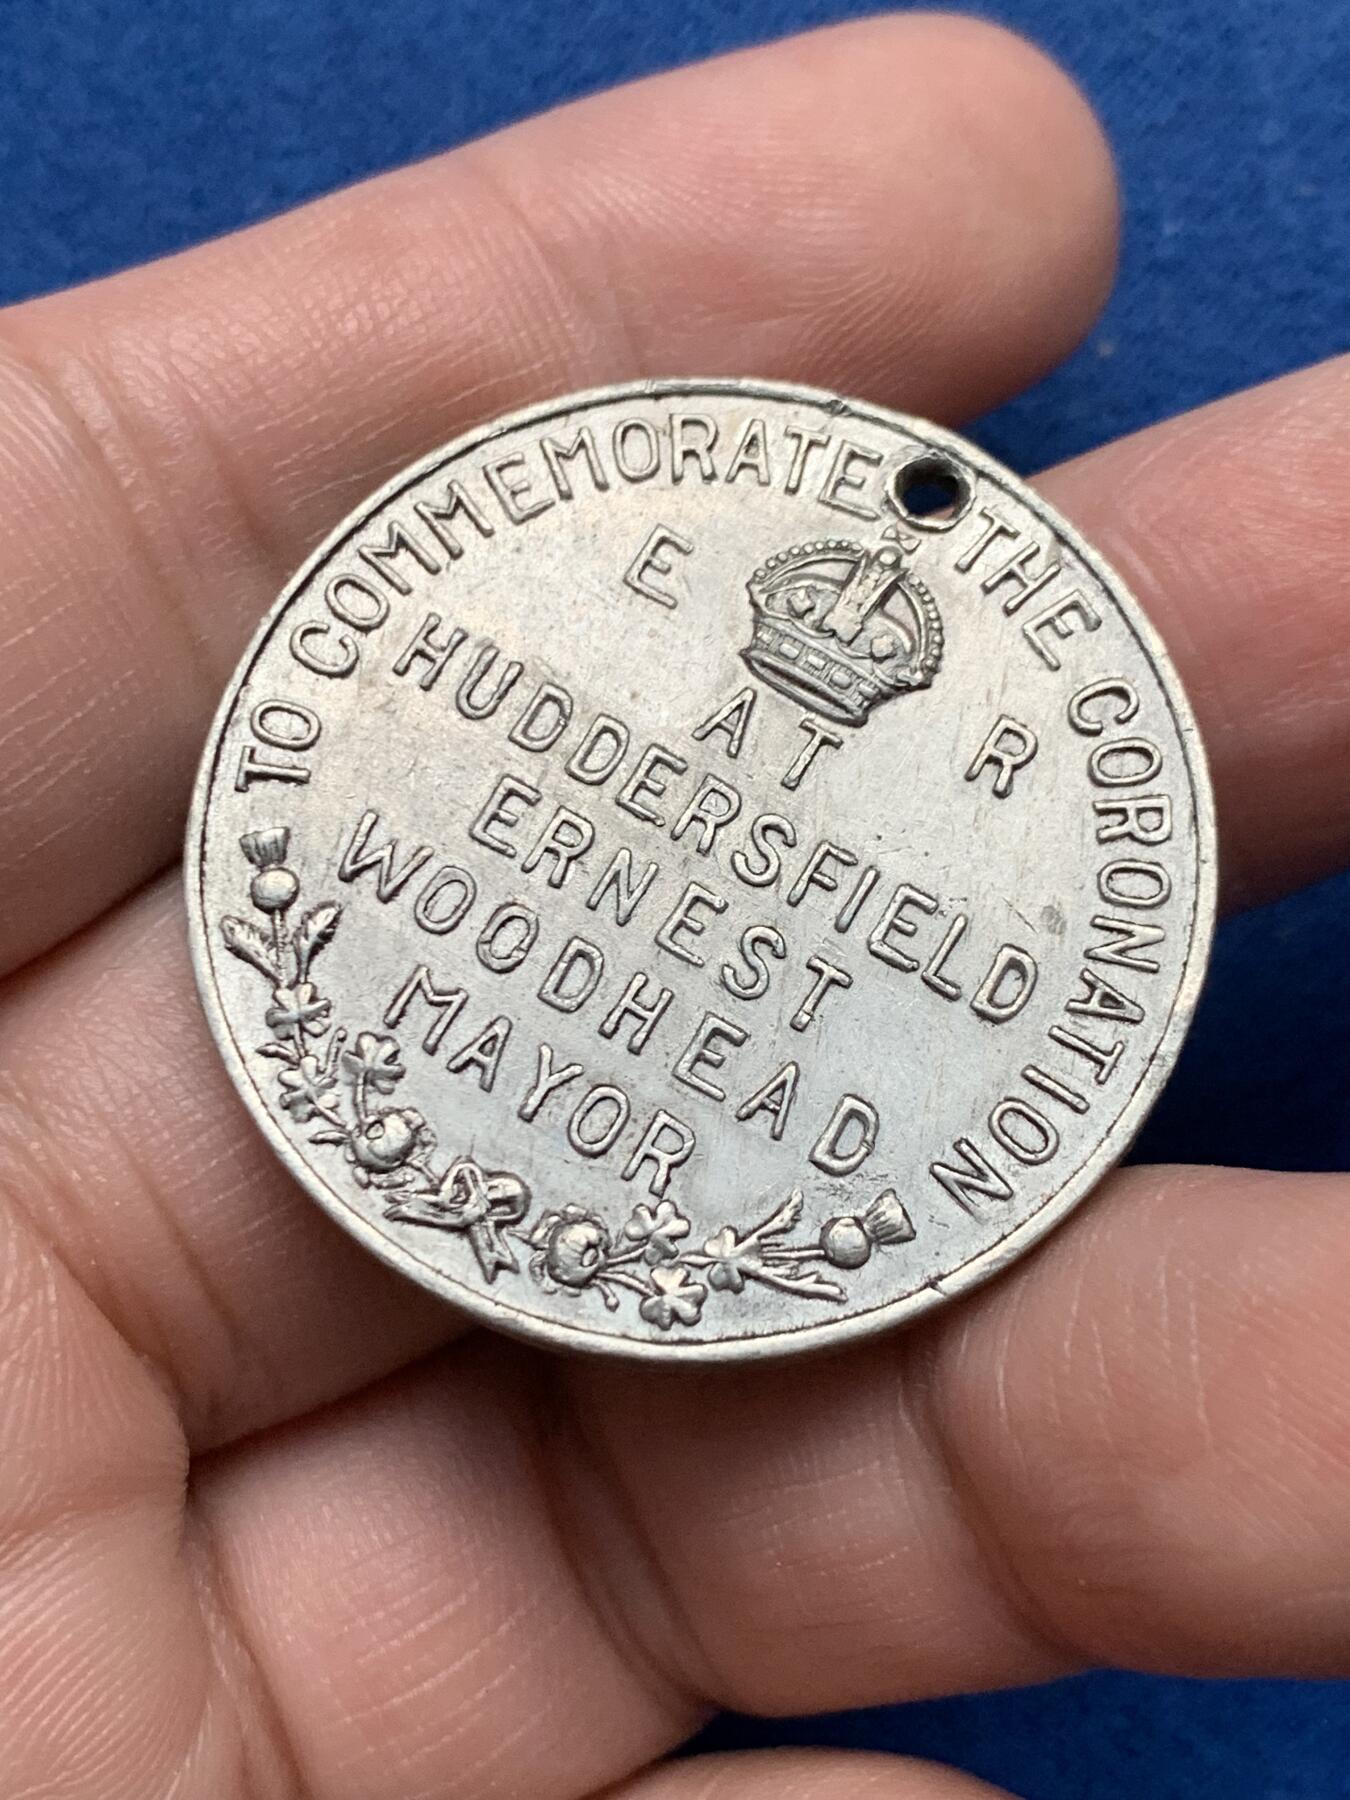 TO COMMEMORATE THE CORONATION
E R
AT
HUDDERSFIELD
ERNEST
WOODHEAD
MAYOR